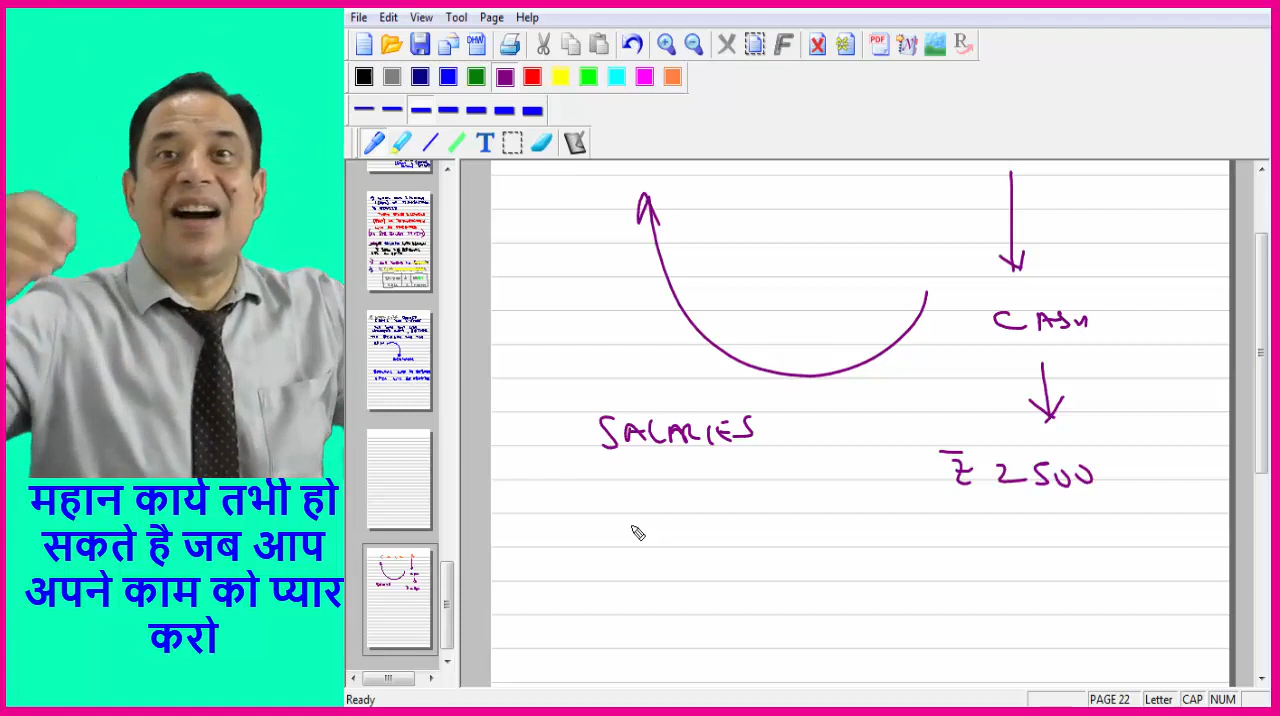 File Edit View Tool Page Help
CASH
SALARIES
₹ 2500
महान कार्य तभी हो
सकते है जब आप
अपने काम को प्यार
करो
Ready
PAGE 22 Letter CAP NUM